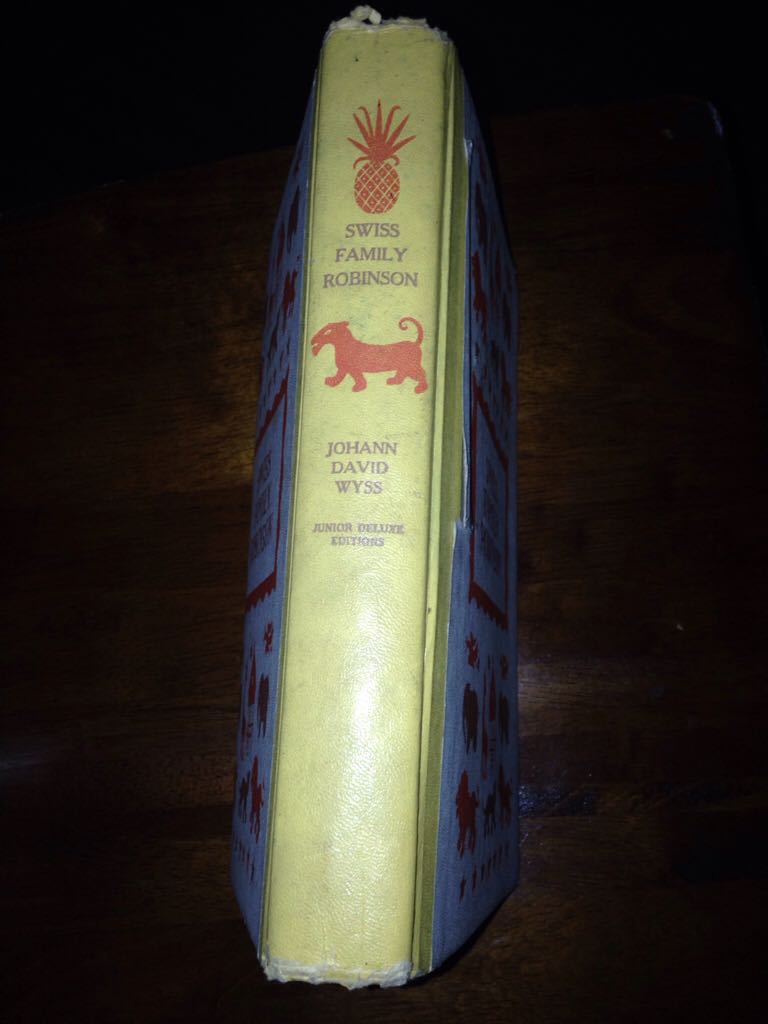 SWISS
FAMILY
ROBINSON
JOHANN
DAVID
WYSS
JUNIOR DELUXE
EDITIONS